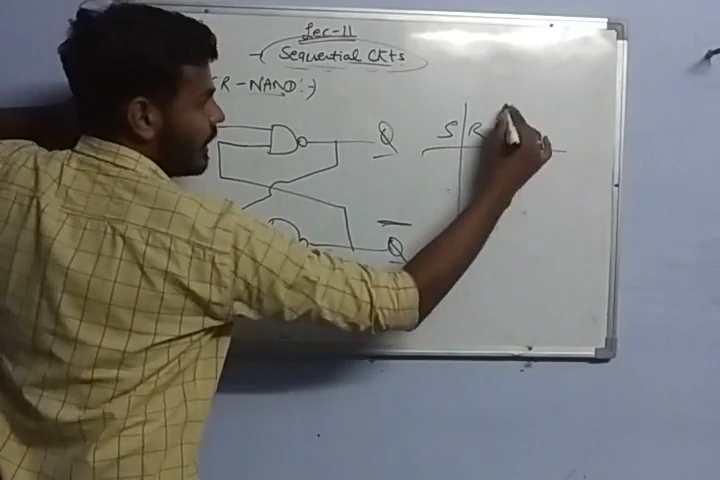 Lec-11
Sequential CKts
R-NAND:-)
Q
S R
Q̅